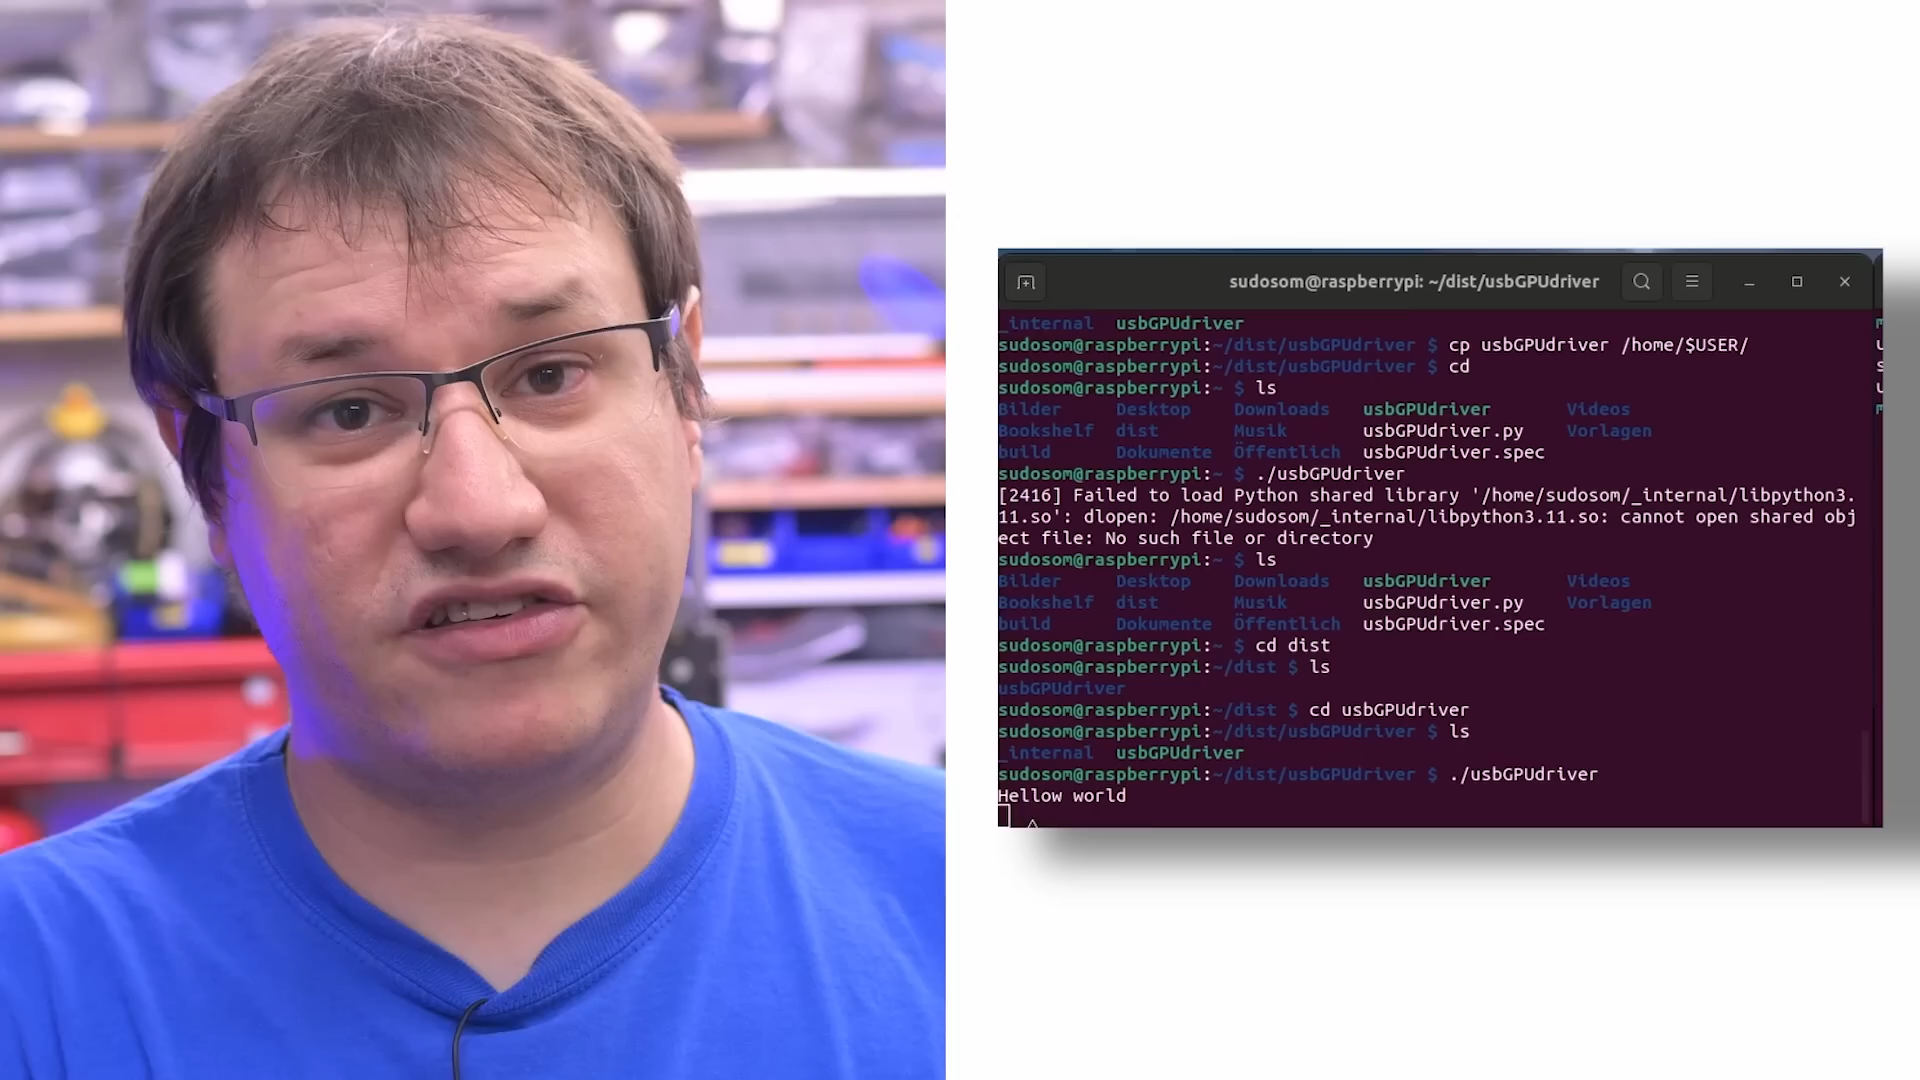 sudosom@raspberrypi: ~/dist/usbGPUdriver
_internal  usbGPUdriver
sudosom@raspberrypi:~/dist/usbGPUdriver $ cp usbGPUdriver /home/$USER/
sudosom@raspberrypi:~/dist/usbGPUdriver $ cd
sudosom@raspberrypi:~ $ ls
Bilder     Desktop    Downloads   usbGPUdriver       Videos
Bookshelf  dist       Musik       usbGPUdriver.py    Vorlagen
build      Dokumente  Öffentlich  usbGPUdriver.spec
sudosom@raspberrypi:~ $ ./usbGPUdriver
[2416] Failed to load Python shared library '/home/sudosom/_internal/libpython3.
11.so': dlopen: /home/sudosom/_internal/libpython3.11.so: cannot open shared obj
ect file: No such file or directory
sudosom@raspberrypi:~ $ ls
Bilder     Desktop    Downloads   usbGPUdriver       Videos
Bookshelf  dist       Musik       usbGPUdriver.py    Vorlagen
build      Dokumente  Öffentlich  usbGPUdriver.spec
sudosom@raspberrypi:~ $ cd dist
sudosom@raspberrypi:~/dist $ ls
usbGPUdriver
sudosom@raspberrypi:~/dist $ cd usbGPUdriver
sudosom@raspberrypi:~/dist/usbGPUdriver $ ls
_internal  usbGPUdriver
sudosom@raspberrypi:~/dist/usbGPUdriver $ ./usbGPUdriver
Hellow world